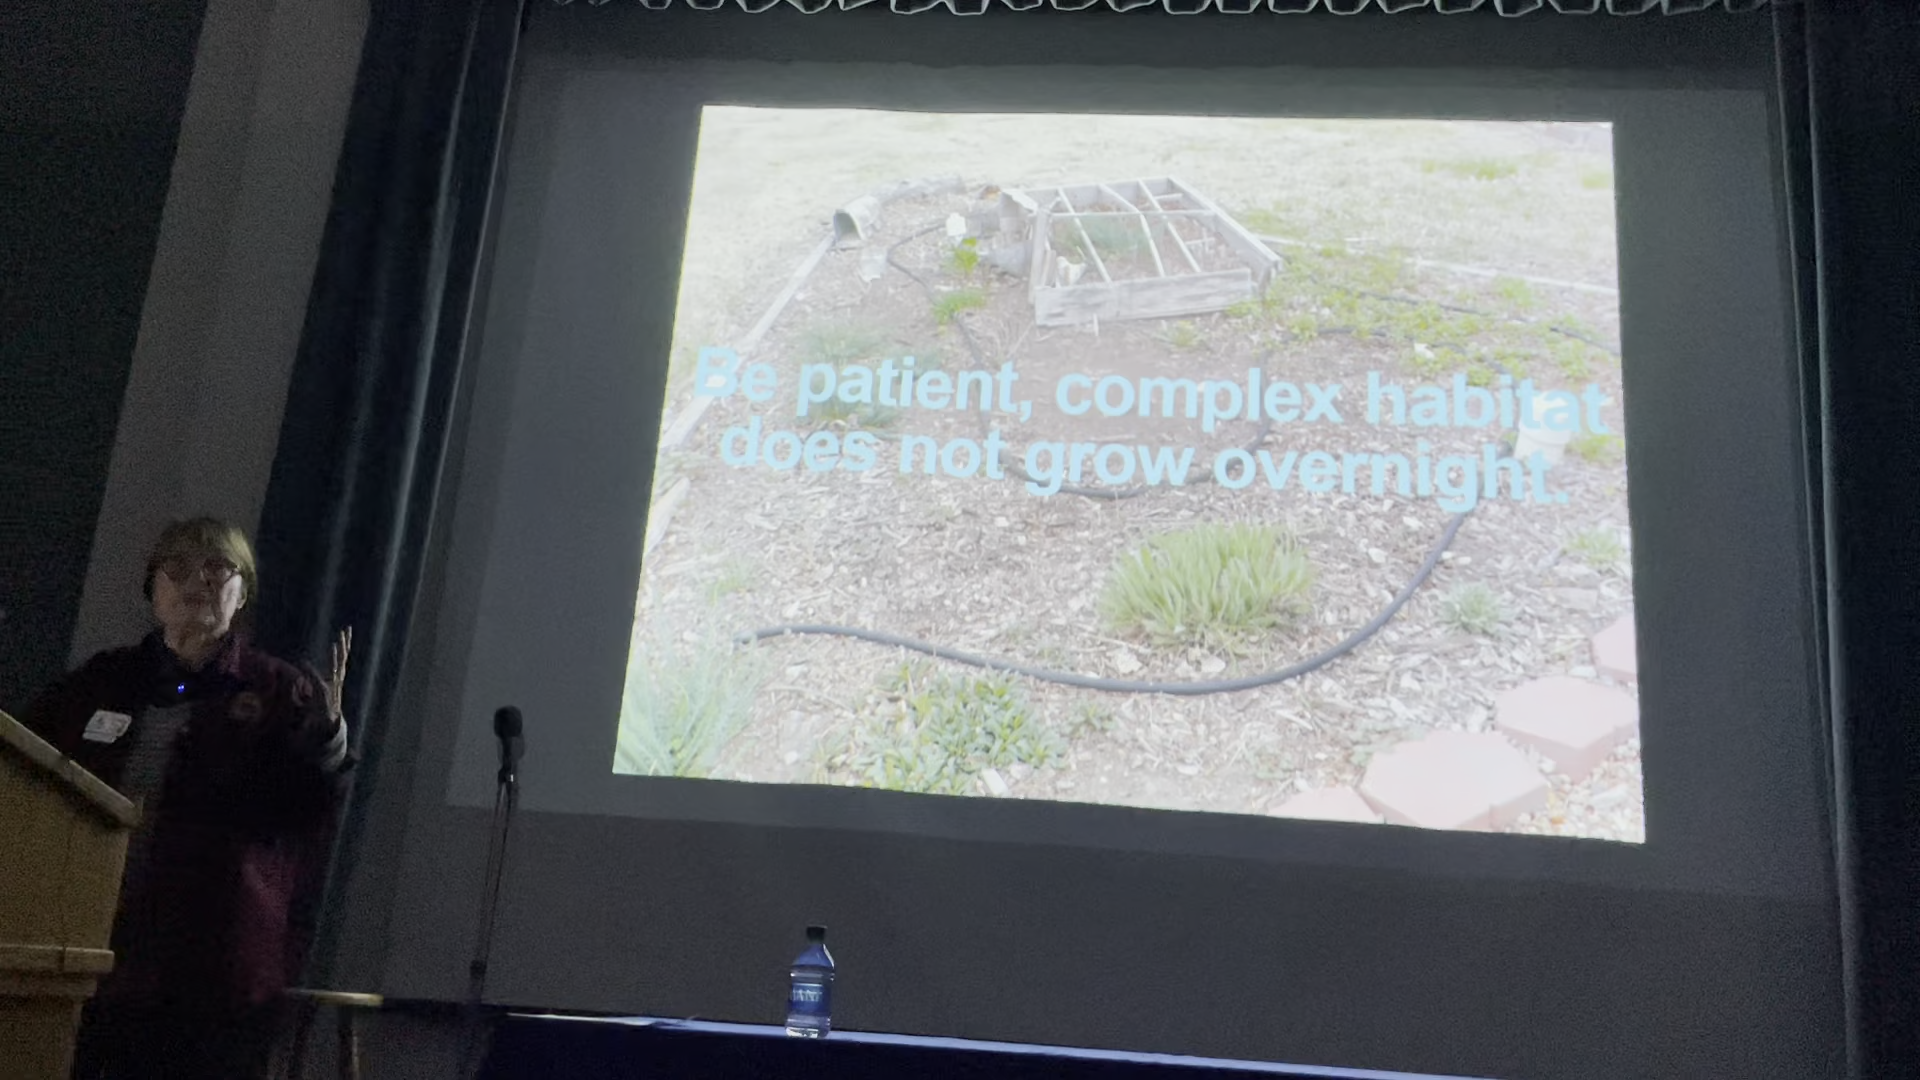 Be patient, complex habitat
does not grow overnight.